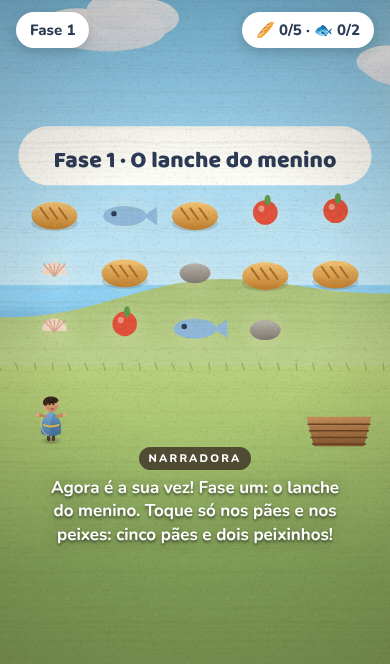 Fase 1
🥖 0/5 · 🐟 0/2
Fase 1 · O lanche do menino
NARRADORA
Agora é a sua vez! Fase um: o lanche
do menino. Toque só nos pães e nos
peixes: cinco pães e dois peixinhos!